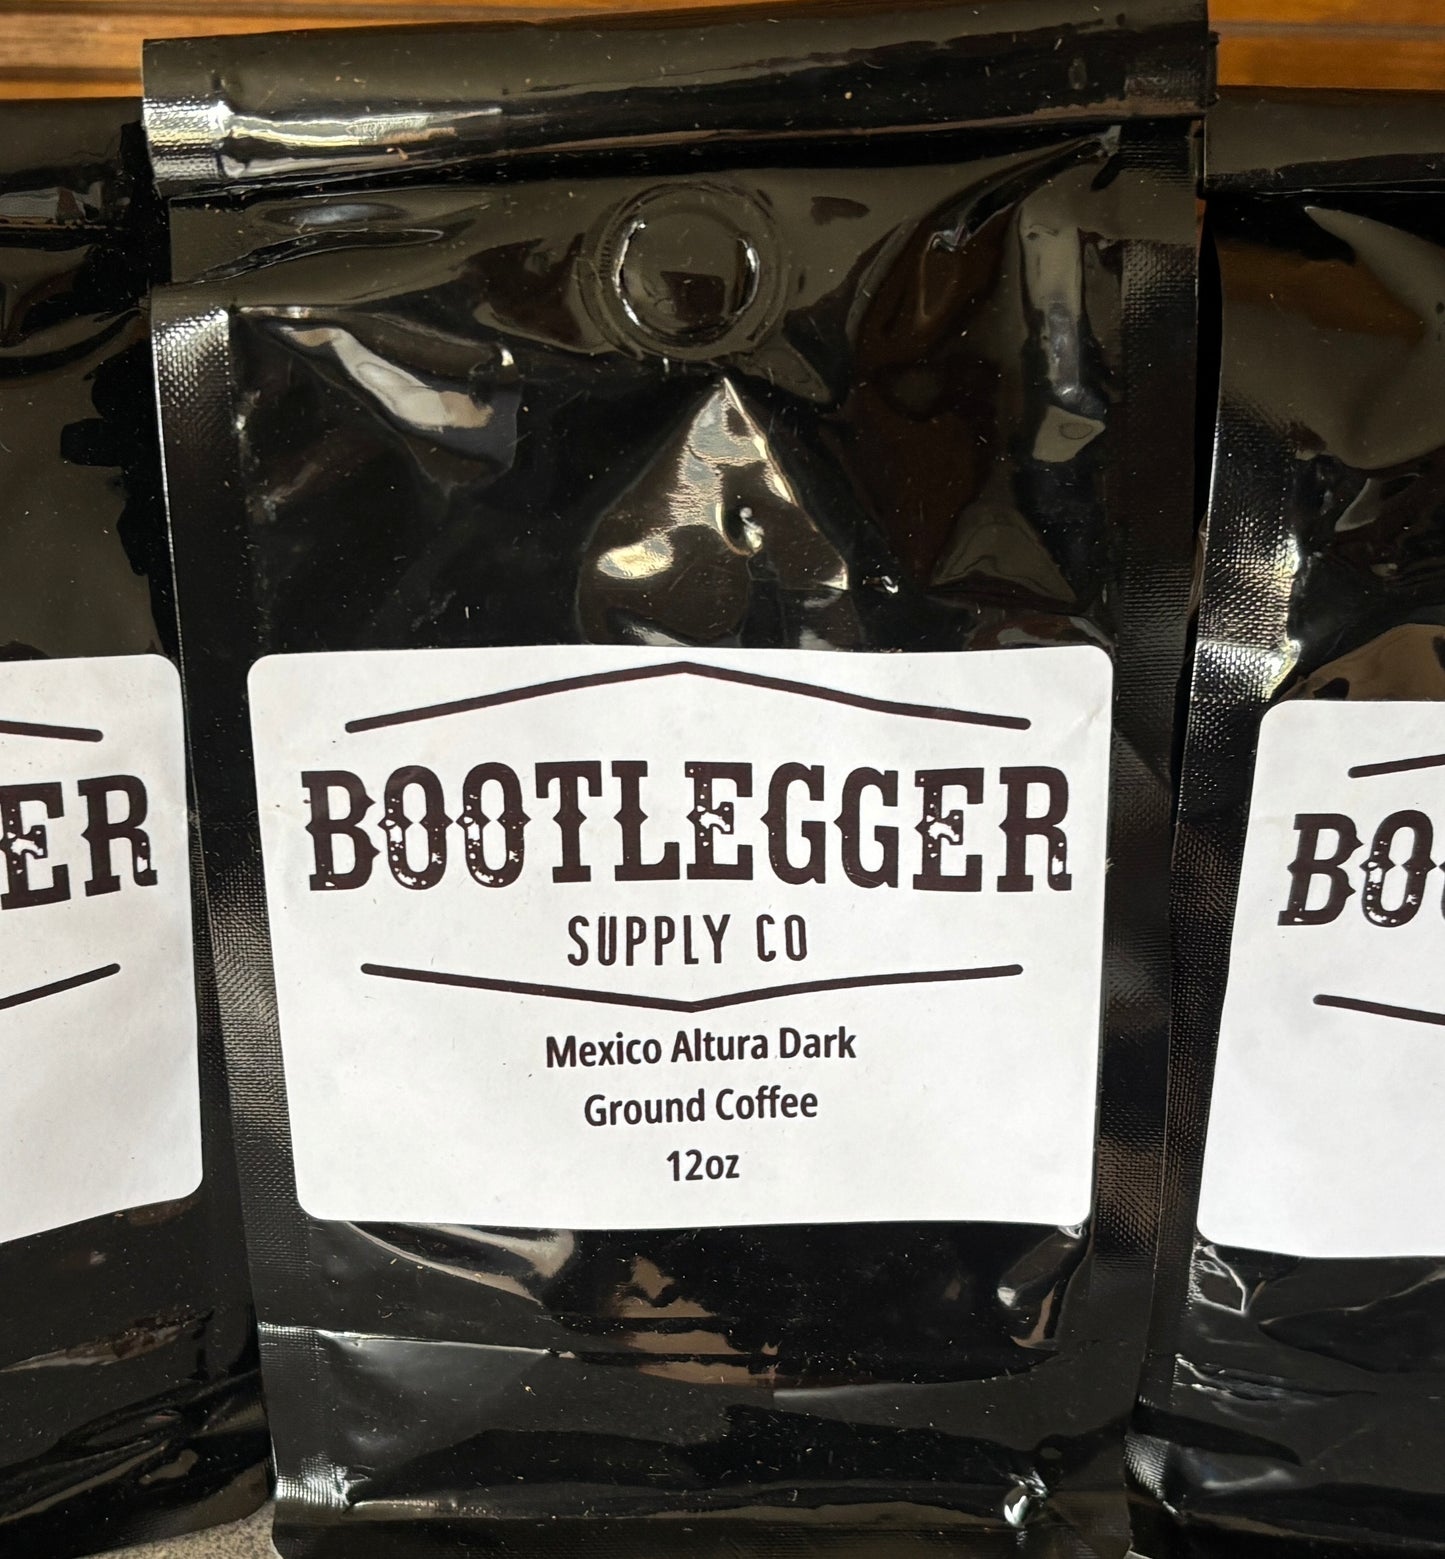 BOOTLEGGER
SUPPLY CO
Mexico Altura Dark
Ground Coffee
12oz